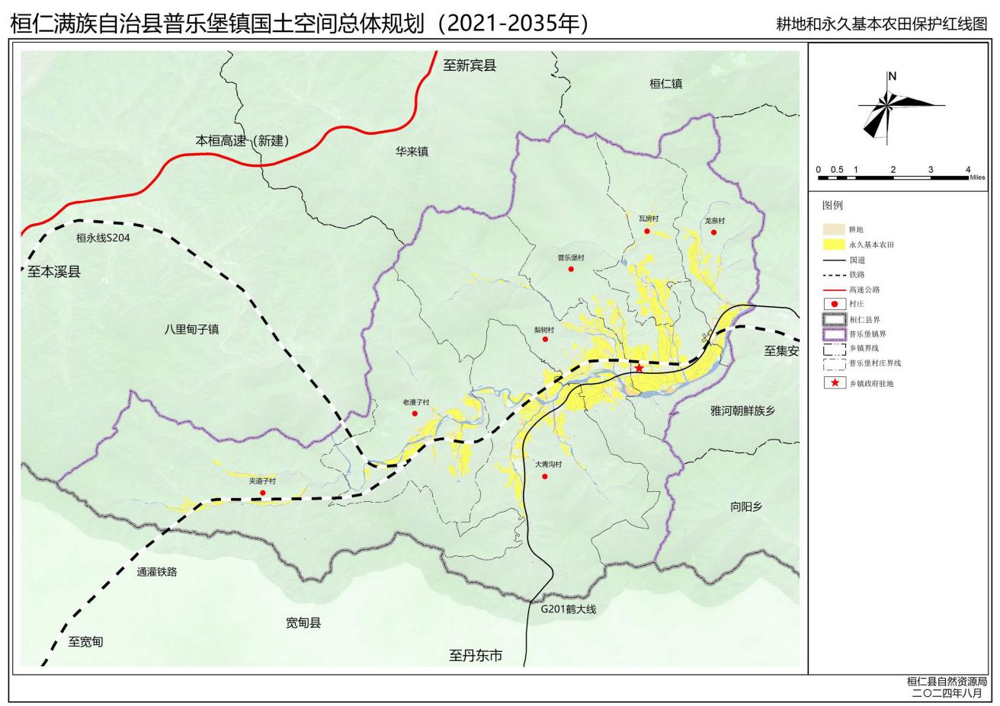 桓仁满族自治县普乐堡镇国土空间总体规划（2021-2035年）
耕地和永久基本农田保护红线图
至新宾县
桓仁镇
N
本桓高速（新建）
华来镇
0 0.5 1 2 3 4
Miles
图例
瓦房村
龙泉村
耕地
桓永线S204
永久基本农田
普乐堡村
国道
至本溪县
铁路
高速公路
村庄
桓仁县界
八里甸子镇
梨树村
普乐堡镇界
至集安
乡镇界线
普乐堡村庄界线
乡镇政府驻地
老漫子村
雅河朝鲜族乡
大青沟村
夹道子村
向阳乡
通灌铁路
G201鹤大线
宽甸县
至宽甸
至丹东市
桓仁县自然资源局
二〇二四年八月